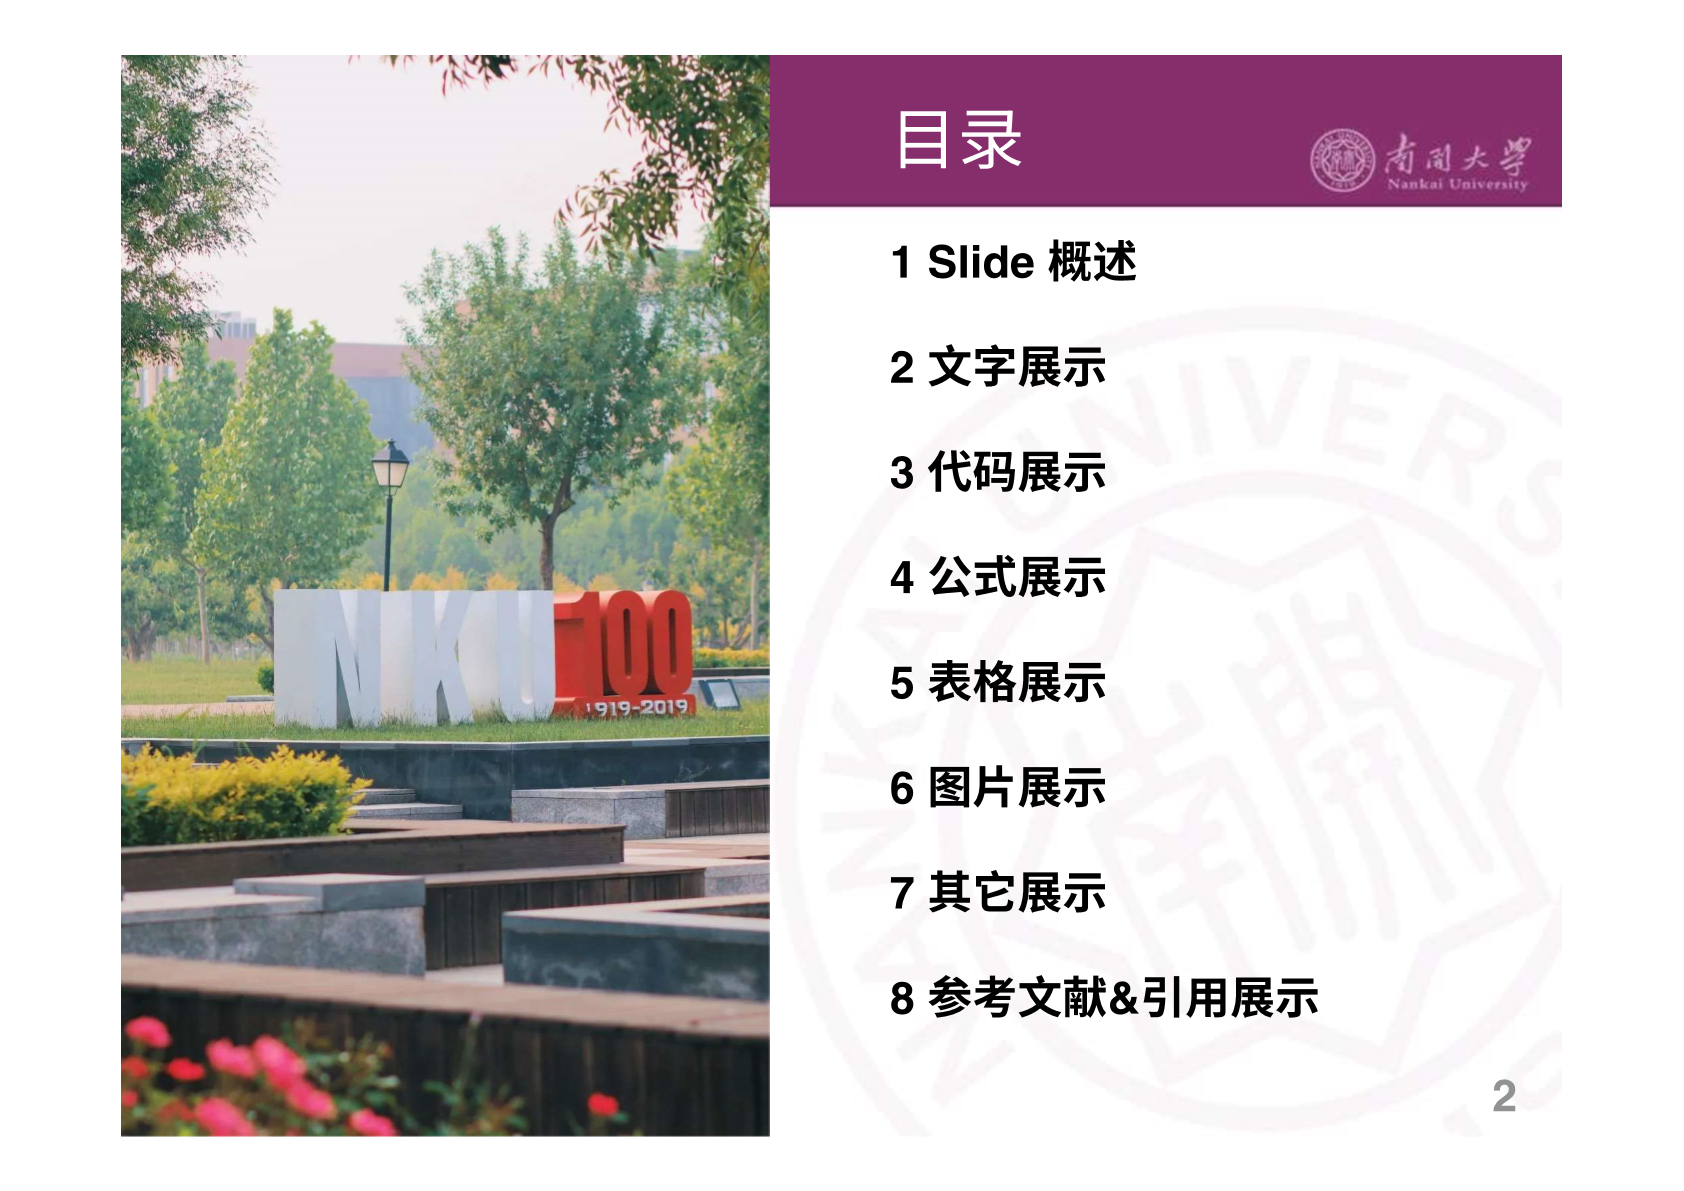 目录
南开大学
Nankai University
1 Slide 概述
2 文字展示
3 代码展示
4 公式展示
5 表格展示
6 图片展示
7 其它展示
8 参考文献&引用展示
NKU 100
1919-2019
2